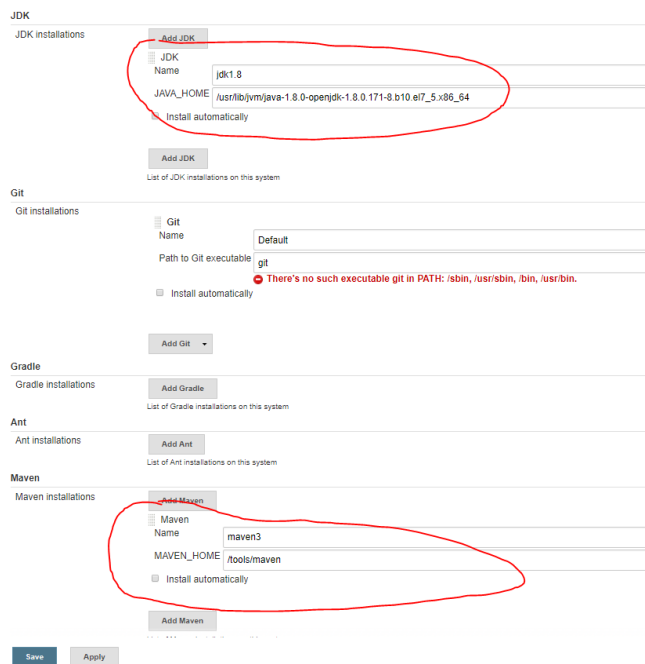 JDK
JDK installations
Add JDK
JDK
Name
jdk1.8
JAVA_HOME
/usr/lib/jvm/java-1.8.0-openjdk-1.8.0.171-8.b10.el7_5.x86_64
Install automatically
Add JDK
List of JDK installations on this system
Git
Git installations
Git
Name
Default
Path to Git executable
git
There's no such executable git in PATH: /sbin, /usr/sbin, /bin, /usr/bin.
Install automatically
Add Git
Gradle
Gradle installations
Add Gradle
List of Gradle installations on this system
Ant
Ant installations
Add Ant
List of Ant installations on this system
Maven
Maven installations
Add Maven
Maven
Name
maven3
MAVEN_HOME
/tools/maven
Install automatically
Add Maven
Save
Apply